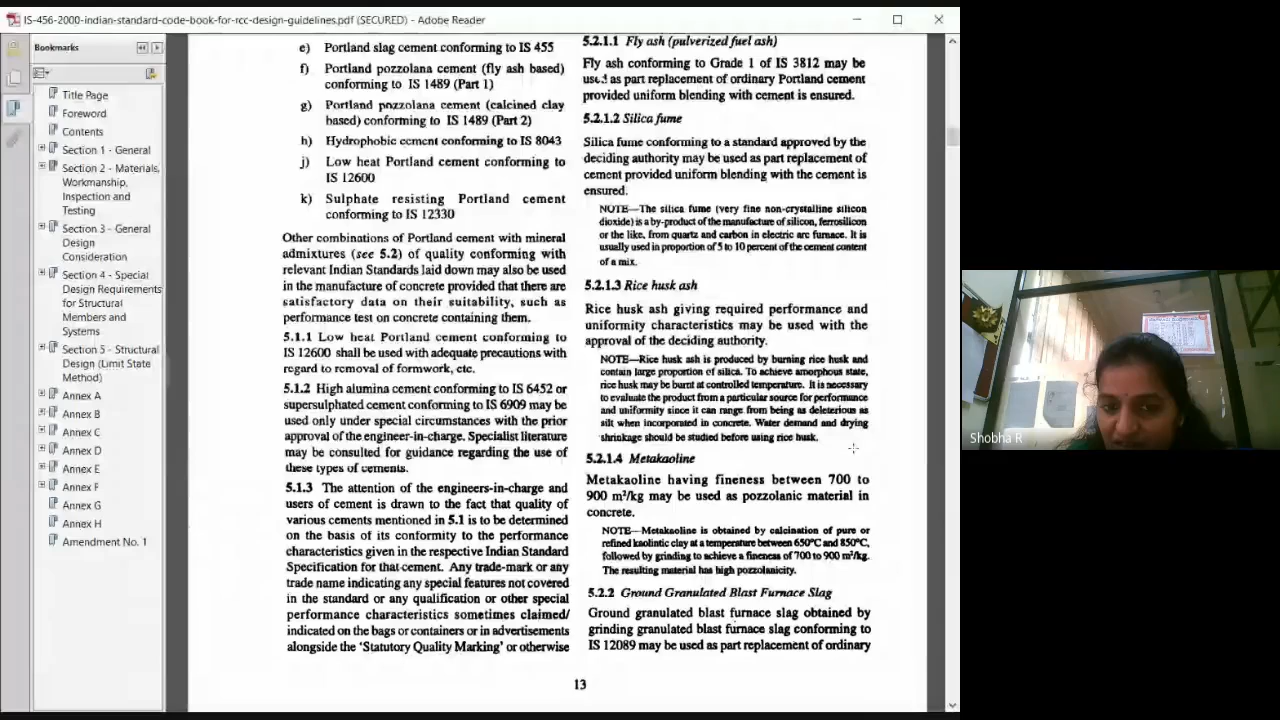 IS-456-2000-indian-standard-code-book-for-rcc-design-guidelines.pdf (SECURED) - Adobe Reader
Bookmarks
Title Page
Foreword
Contents
Section 1 - General
Section 2 - Materials,
Workmanship,
Inspection and
Testing
Section 3 - General
Design
Consideration
Section 4 - Special
Design Requirements
for Structural
Members and
Systems
Section 5 - Structural
Design (Limit State
Method)
Annex A
Annex B
Annex C
Annex D
Annex E
Annex F
Annex G
Annex H
Amendment No. 1
e) Portland slag cement conforming to IS 455
f) Portland pozzolana cement (fly ash based)
conforming to IS 1489 (Part 1)
g) Portland pozzolana cement (calcined clay
based) conforming to IS 1489 (Part 2)
h) Hydrophobic cement conforming to IS 8043
j) Low heat Portland cement conforming to
IS 12600
k) Sulphate resisting Portland cement
conforming to IS 12330
Other combinations of Portland cement with mineral
admixtures (see 5.2) of quality conforming with
relevant Indian Standards laid down may also be used
in the manufacture of concrete provided that there are
satisfactory data on their suitability, such as
performance test on concrete containing them.
5.1.1 Low heat Portland cement conforming to
IS 12600 shall be used with adequate precautions with
regard to removal of formwork, etc.
5.1.2 High alumina cement conforming to IS 6452 or
supersulphated cement conforming to IS 6909 may be
used only under special circumstances with the prior
approval of the engineer-in-charge. Specialist literature
may be consulted for guidance regarding the use of
these types of cements.
5.1.3 The attention of the engineers-in-charge and
users of cement is drawn to the fact that quality of
various cements mentioned in 5.1 is to be determined
on the basis of its conformity to the performance
characteristics given in the respective Indian Standard
Specification for that cement. Any trade-mark or any
trade name indicating any special features not covered
in the standard or any qualification or other special
performance characteristics sometimes claimed/
indicated on the bags or containers or in advertisements
alongside the 'Statutory Quality Marking' or otherwise
5.2.1.1 Fly ash (pulverized fuel ash)
Fly ash conforming to Grade 1 of IS 3812 may be
used as part replacement of ordinary Portland cement
provided uniform blending with cement is ensured.
5.2.1.2 Silica fume
Silica fume conforming to a standard approved by the
deciding authority may be used as part replacement of
cement provided uniform blending with the cement is
ensured.
NOTE—The silica fume (very fine non-crystalline silicon
dioxide) is a by-product of the manufacture of silicon, ferrosilicon
or the like, from quartz and carbon in electric arc furnace. It is
usually used in proportion of 5 to 10 percent of the cement content
of a mix.
5.2.1.3 Rice husk ash
Rice husk ash giving required performance and
uniformity characteristics may be used with the
approval of the deciding authority.
NOTE—Rice husk ash is produced by burning rice husk and
contain large proportion of silica. To achieve amorphous state,
rice husk may be burnt at controlled temperature. It is necessary
to evaluate the product from a particular source for performance
and uniformity since it can range from being as deleterious as
silt when incorporated in concrete. Water demand and drying
shrinkage should be studied before using rice husk.
5.2.1.4 Metakaoline
Metakaoline having fineness between 700 to
900 m²/kg may be used as pozzolanic material in
concrete.
NOTE—Metakaoline is obtained by calcination of pure or
refined kaolintic clay at a temperature between 650°C and 850°C,
followed by grinding to achieve a fineness of 700 to 900 m²/kg.
The resulting material has high pozzolanicity.
5.2.2 Ground Granulated Blast Furnace Slag
Ground granulated blast furnace slag obtained by
grinding granulated blast furnace slag conforming to
IS 12089 may be used as part replacement of ordinary
13
Shobha R